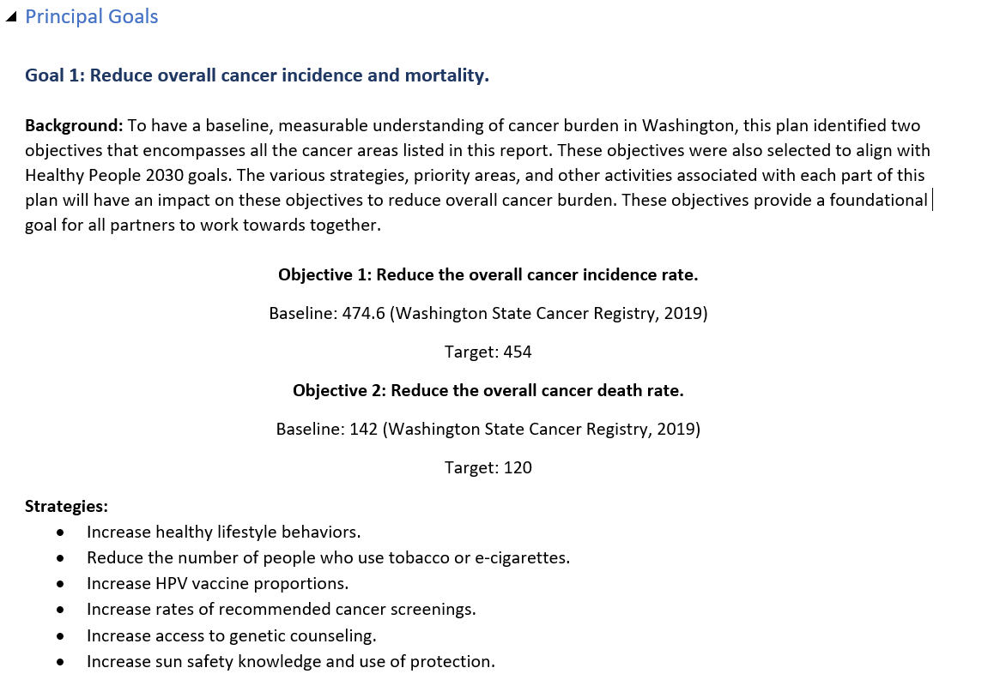 Principal Goals
Goal 1: Reduce overall cancer incidence and mortality.
Background: To have a baseline, measurable understanding of cancer burden in Washington, this plan identified two
objectives that encompasses all the cancer areas listed in this report. These objectives were also selected to align with
Healthy People 2030 goals. The various strategies, priority areas, and other activities associated with each part of this
plan will have an impact on these objectives to reduce overall cancer burden. These objectives provide a foundational
goal for all partners to work towards together.
Objective 1: Reduce the overall cancer incidence rate.
Baseline: 474.6 (Washington State Cancer Registry, 2019)
Target: 454
Objective 2: Reduce the overall cancer death rate.
Baseline: 142 (Washington State Cancer Registry, 2019)
Target: 120
Strategies:
• Increase healthy lifestyle behaviors.
• Reduce the number of people who use tobacco or e-cigarettes.
• Increase HPV vaccine proportions.
• Increase rates of recommended cancer screenings.
• Increase access to genetic counseling.
• Increase sun safety knowledge and use of protection.